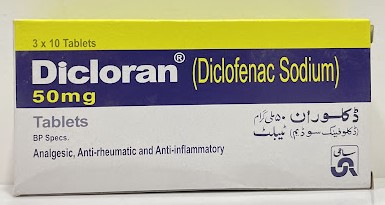 3 x 10 Tablets
Dicloran® (Diclofenac Sodium)
50mg
Tablets
BP Specs.
Analgesic, Anti-rheumatic and Anti-inflammatory
ڈکلوران ۵۰ ملی گرام
(ڈکلوفینک سوڈیم) ٹیبلٹ
سامی